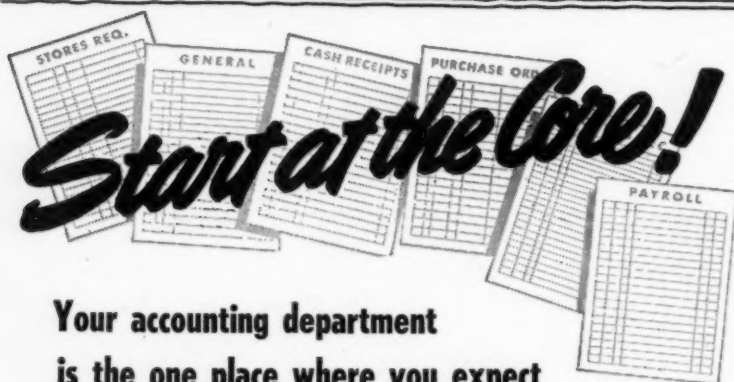 STORES REQ.
GENERAL
CASH RECEIPTS
PURCHASE ORD
PAYROLL
Start at the Core!
Your accounting department
is the one place where you expect